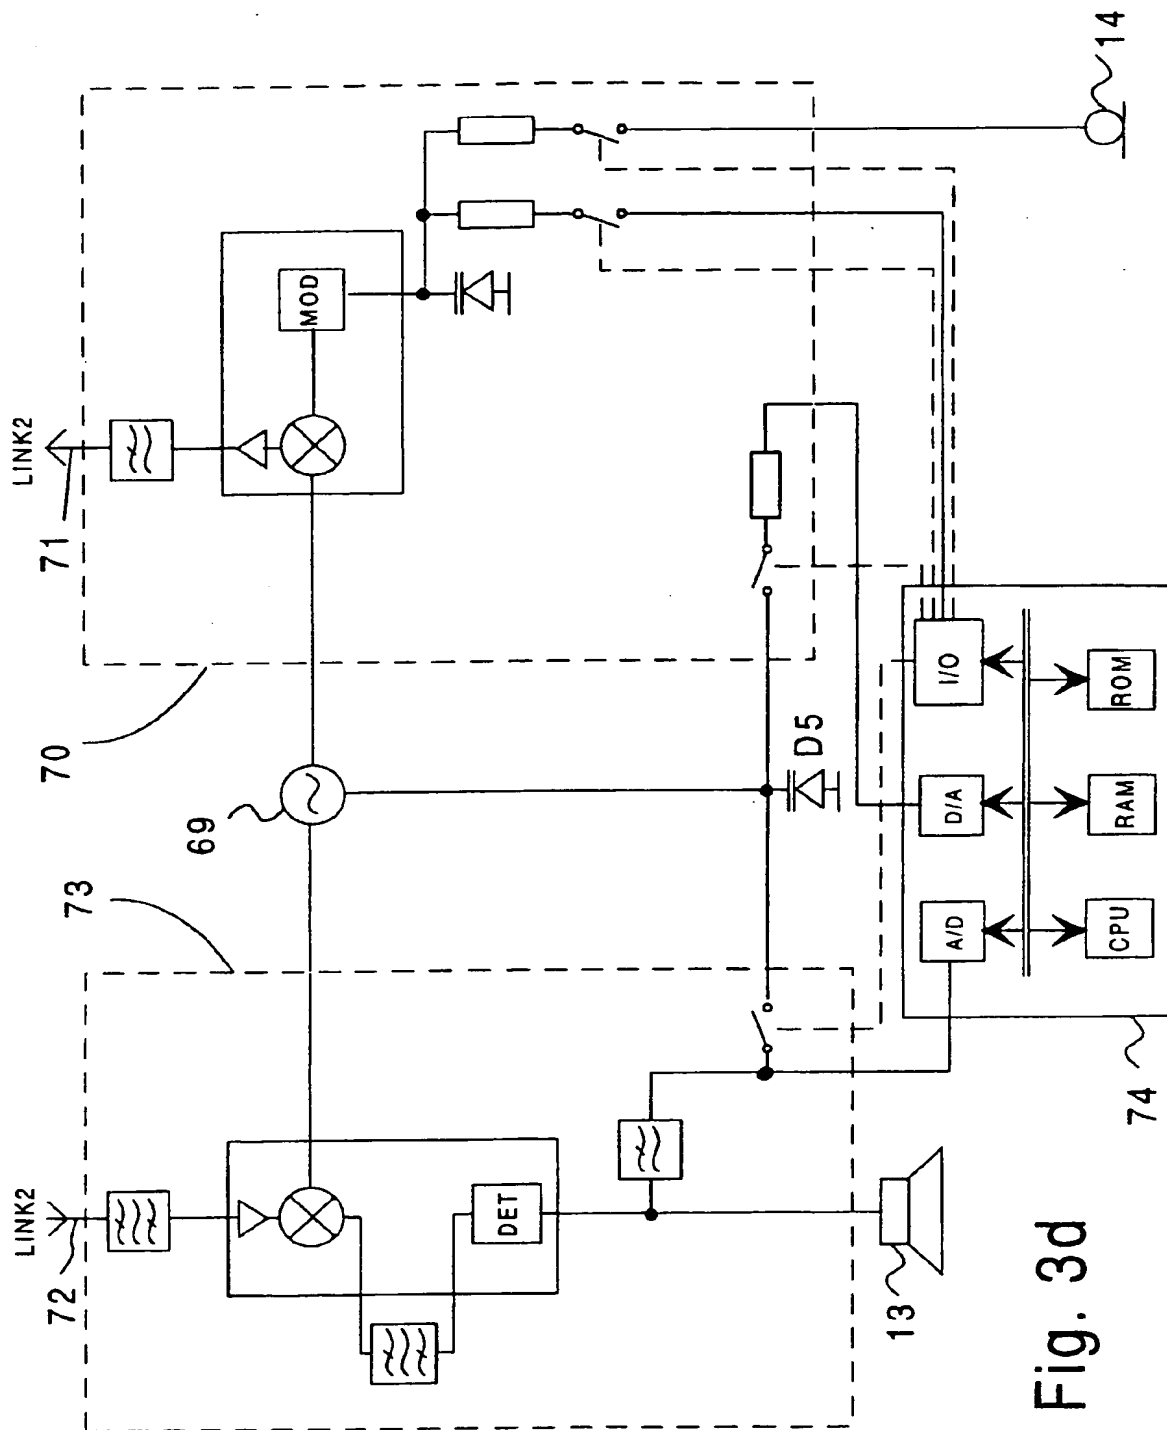 LINK2
72
73
69
70
LINK2
71
MOD
14
DET
D5
13
A/D
D/A
I/O
CPU
RAM
ROM
74
Fig. 3d